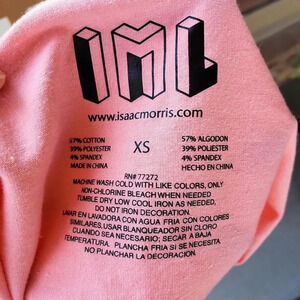 IML
www.isaacmorris.com
57% COTTON
39% POLYESTER
4% SPANDEX
MADE IN CHINA
XS
57% ALGODON
39% POLYESTER
4% SPANDEX
HECHO EN CHINA
RN# 77272
MACHINE WASH COLD WITH LIKE COLORS, ONLY
NON-CHLORINE BLEACH WHEN NEEDED
TUMBLE DRY LOW COOL IRON AS NEEDED,
DO NOT IRON DECORATION.
LAVAR EN LAVADORA CON AGUA FRIA CON COLORES
SIMILARES, USAR BLANQUEADOR SIN CLORO
CUANDO SEA NECESARIO; SECAR A BAJA
TEMPERATURA, PLANCHA FRIA SI SE NECESITA
NO PLANCHAR LA DECORACION.